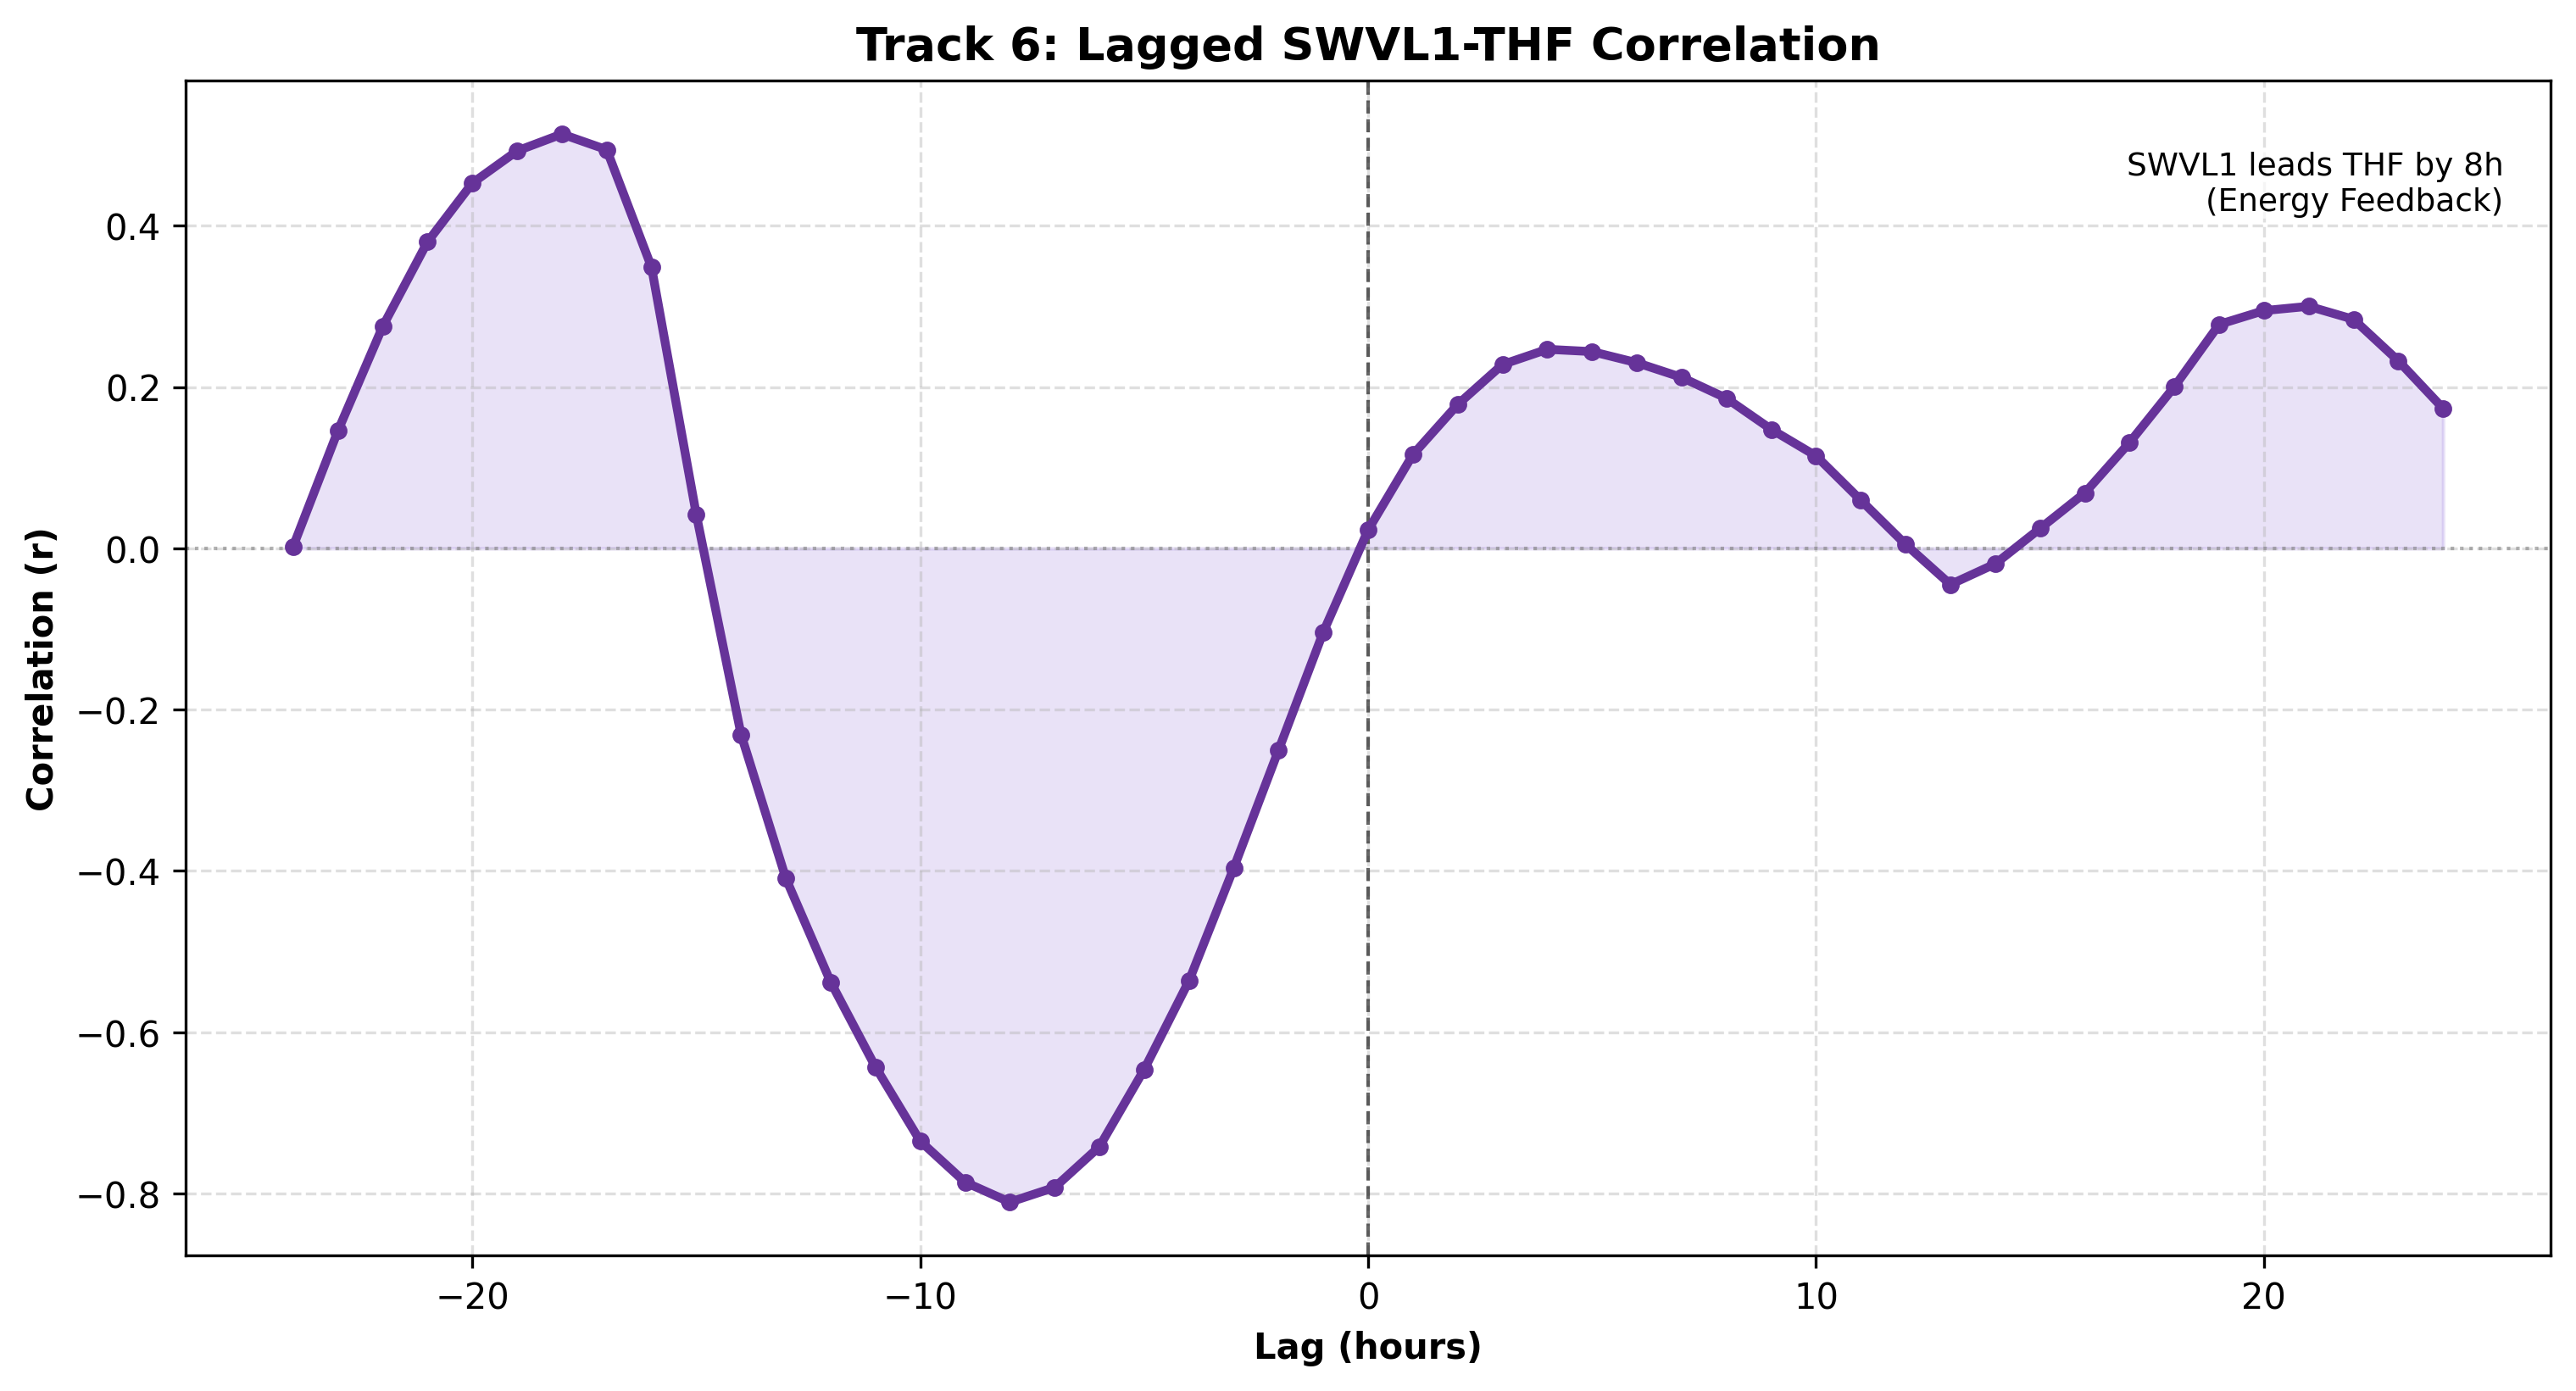 Track 6: Lagged SWVL1-THF Correlation
SWVL1 leads THF by 8h
(Energy Feedback)
Correlation (r)
0.4
0.2
0.0
−0.2
−0.4
−0.6
−0.8
−20
−10
0
10
20
Lag (hours)